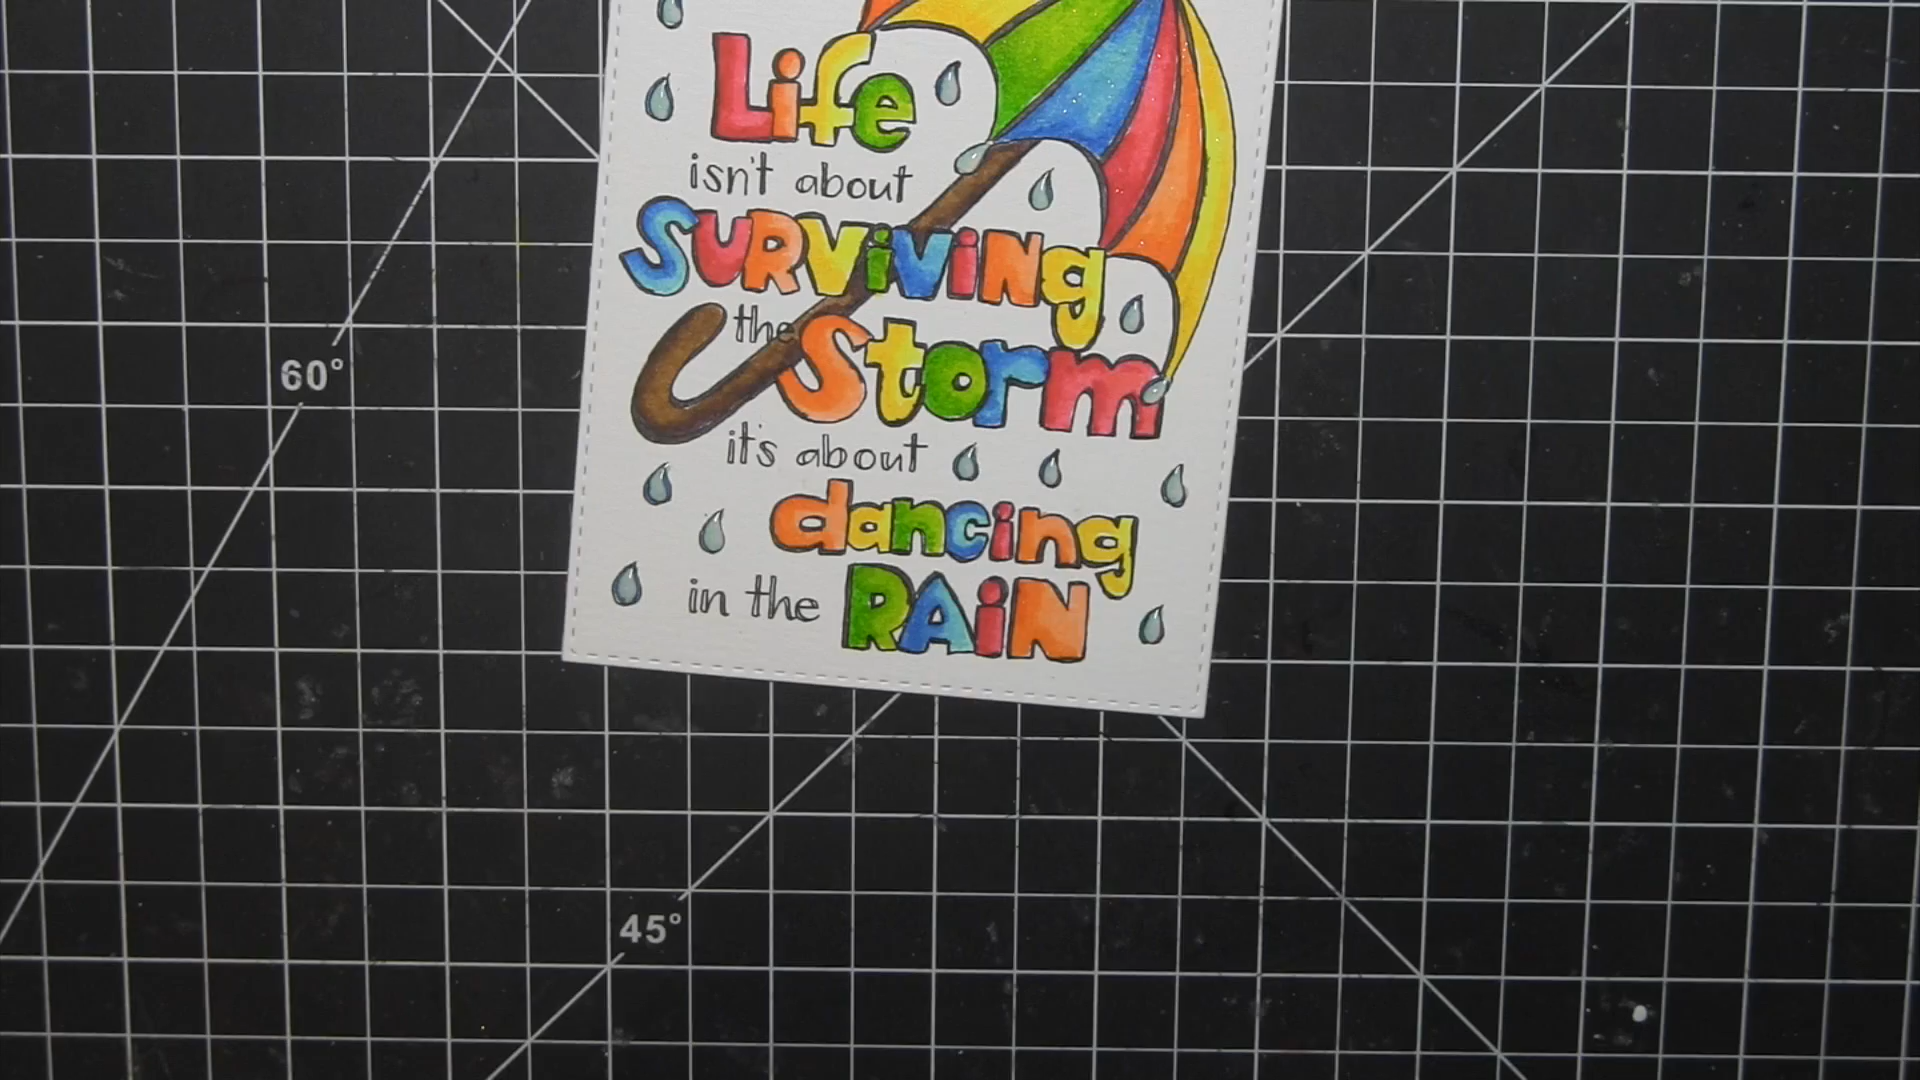 Life
isn't about
SURViViNg
the Storm
it's about
dancing
in the RAiN
60°
45°